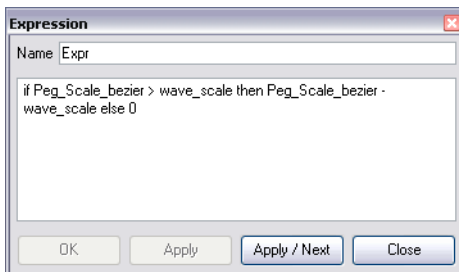 Expression
Name Expr
if Peg_Scale_bezier > wave_scale then Peg_Scale_bezier -
wave_scale else 0
OK Apply Apply / Next Close